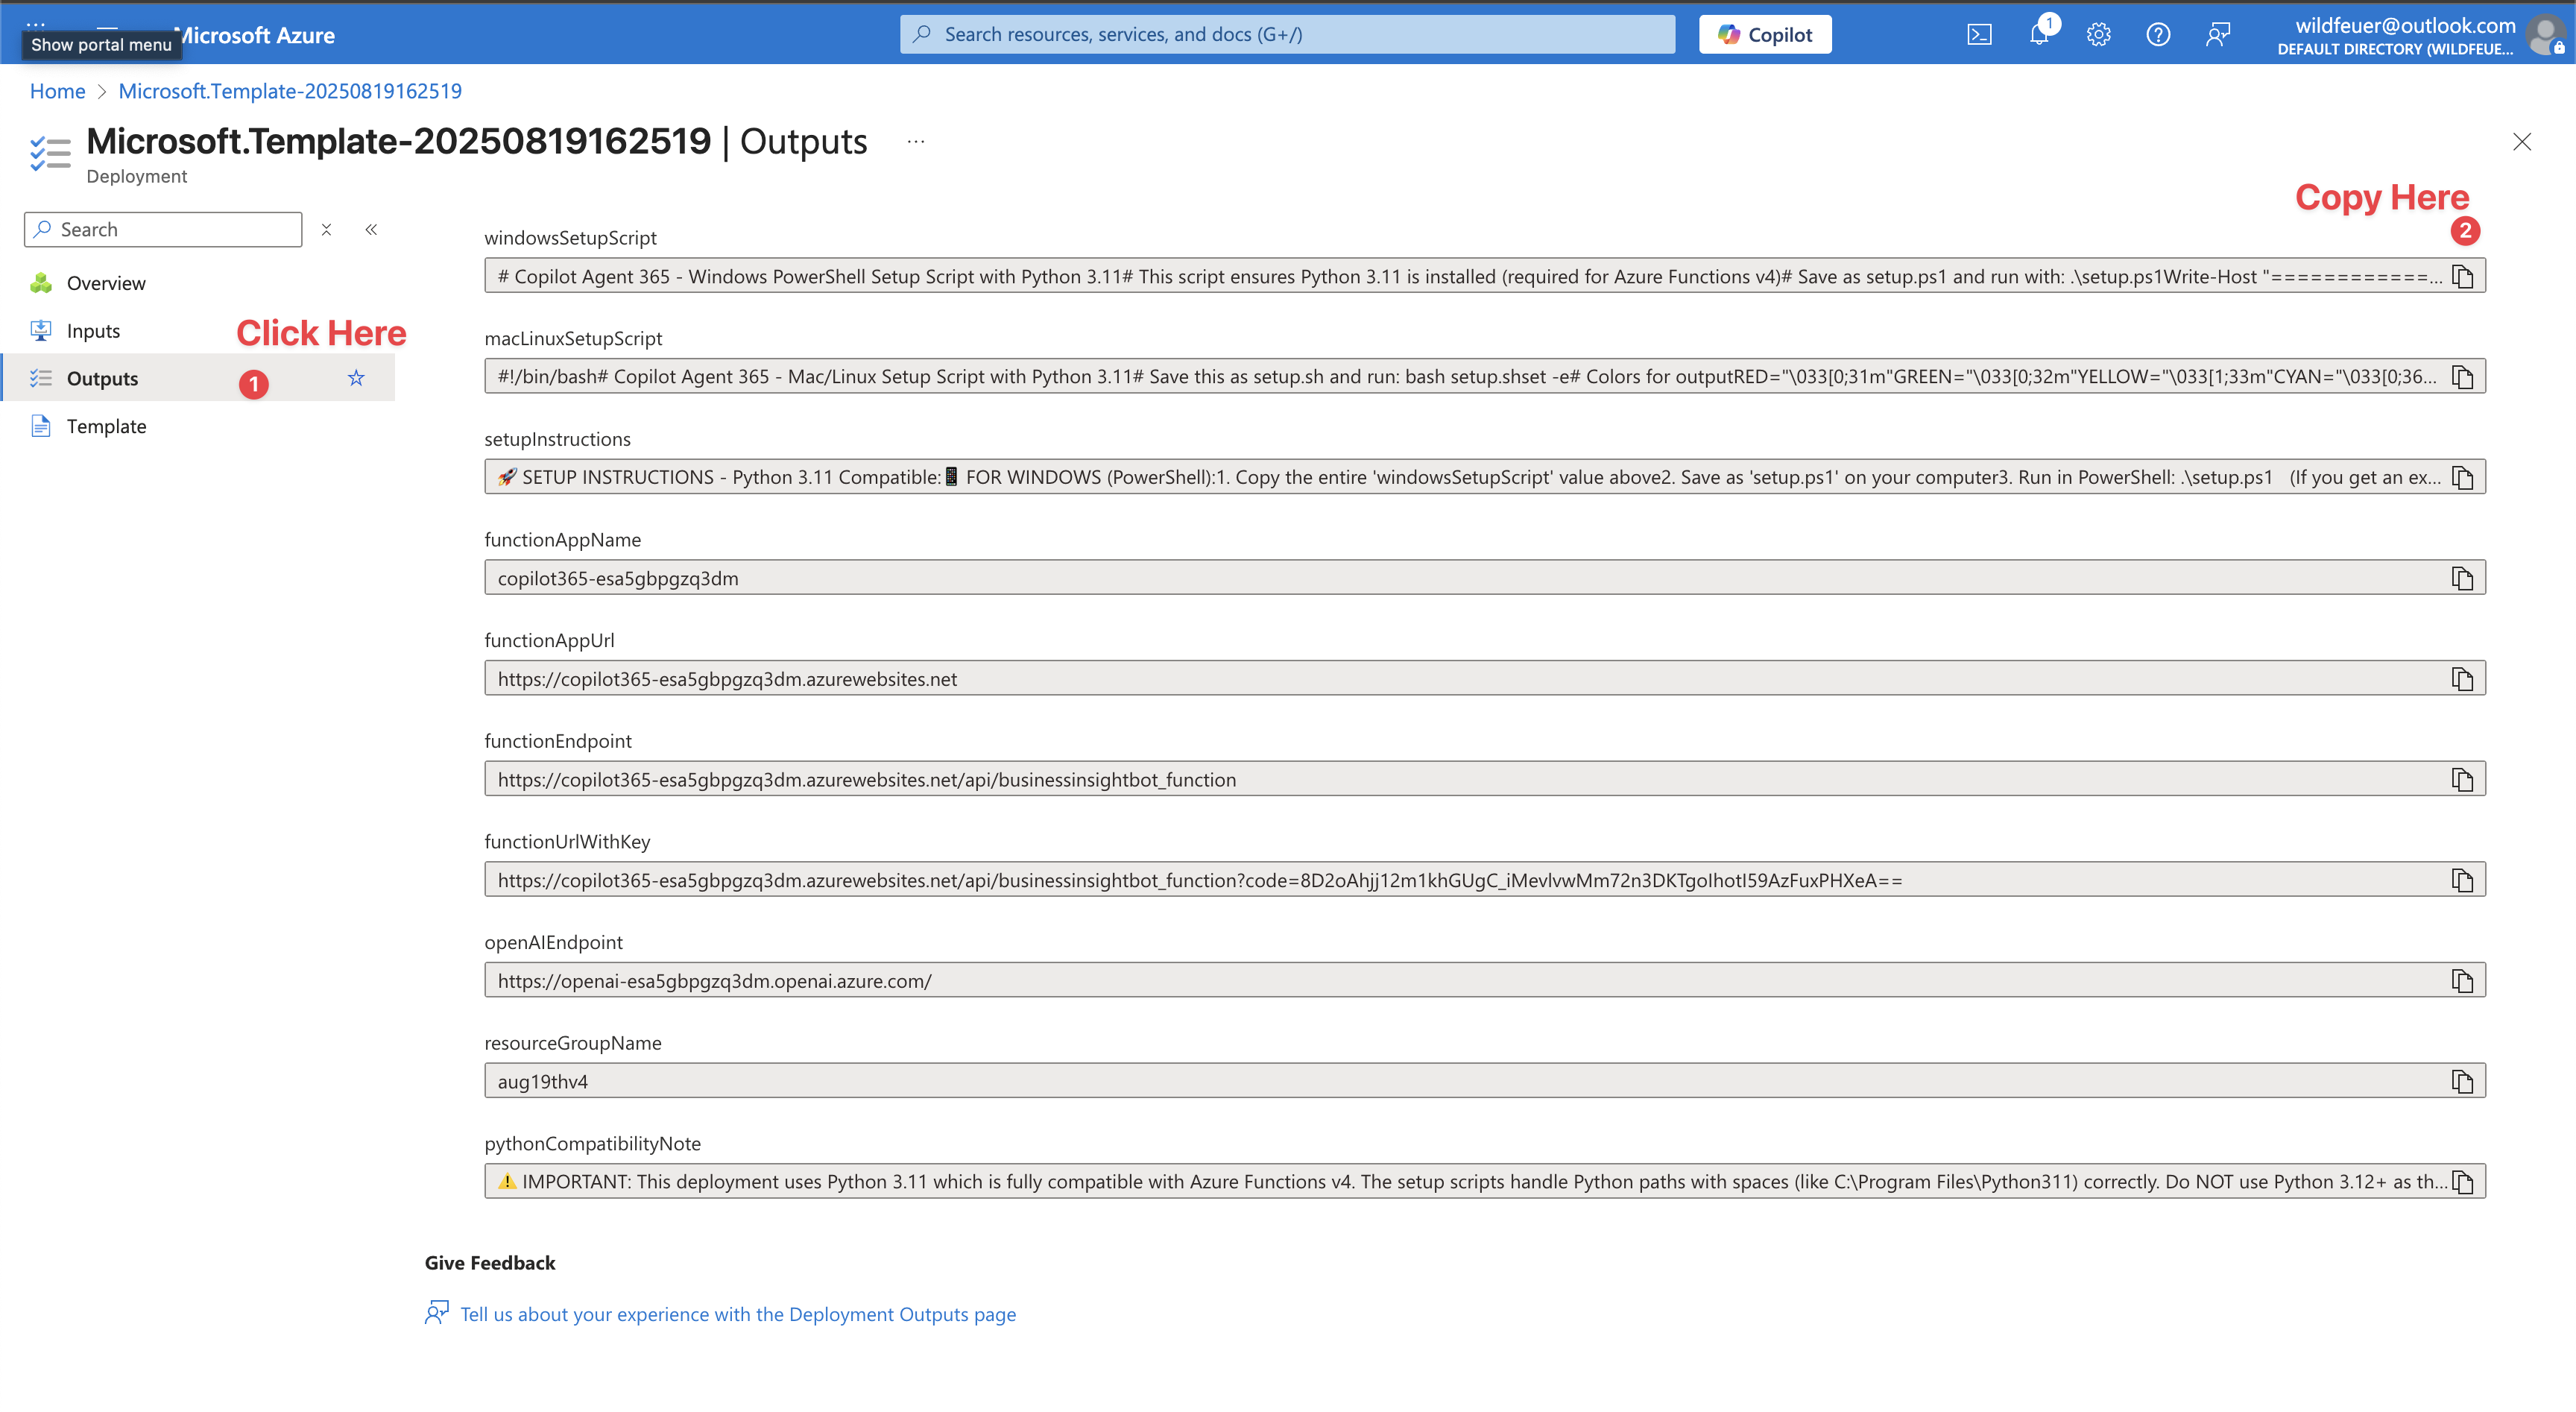 Show portal menu
Microsoft Azure
Search resources, services, and docs (G+/)
Copilot
1
wildfeuer@outlook.com
DEFAULT DIRECTORY (WILDFEUE...
Home > Microsoft.Template-20250819162519
Microsoft.Template-20250819162519 | Outputs ...
Deployment
Copy Here
2
Search
Overview
Inputs
Click Here
Outputs
1
Template
windowsSetupScript
# Copilot Agent 365 - Windows PowerShell Setup Script with Python 3.11# This script ensures Python 3.11 is installed (required for Azure Functions v4)# Save as setup.ps1 and run with: .\setup.ps1Write-Host "============...
macLinuxSetupScript
#!/bin/bash# Copilot Agent 365 - Mac/Linux Setup Script with Python 3.11# Save this as setup.sh and run: bash setup.shset -e# Colors for outputRED="\033[0;31m"GREEN="\033[0;32m"YELLOW="\033[1;33m"CYAN="\033[0;36...
setupInstructions
🚀 SETUP INSTRUCTIONS - Python 3.11 Compatible:📱 FOR WINDOWS (PowerShell):1. Copy the entire 'windowsSetupScript' value above2. Save as 'setup.ps1' on your computer3. Run in PowerShell: .\setup.ps1   (If you get an ex...
functionAppName
copilot365-esa5gbpgzq3dm
functionAppUrl
https://copilot365-esa5gbpgzq3dm.azurewebsites.net
functionEndpoint
https://copilot365-esa5gbpgzq3dm.azurewebsites.net/api/businessinsightbot_function
functionUrlWithKey
https://copilot365-esa5gbpgzq3dm.azurewebsites.net/api/businessinsightbot_function?code=8D2oAhjj12m1khGUgC_iMevlvwMm72n3DKTgoIhotI59AzFuxPHXeA==
openAIEndpoint
https://openai-esa5gbpgzq3dm.openai.azure.com/
resourceGroupName
aug19thv4
pythonCompatibilityNote
⚠️ IMPORTANT: This deployment uses Python 3.11 which is fully compatible with Azure Functions v4. The setup scripts handle Python paths with spaces (like C:\Program Files\Python311) correctly. Do NOT use Python 3.12+ as th...
Give Feedback
Tell us about your experience with the Deployment Outputs page